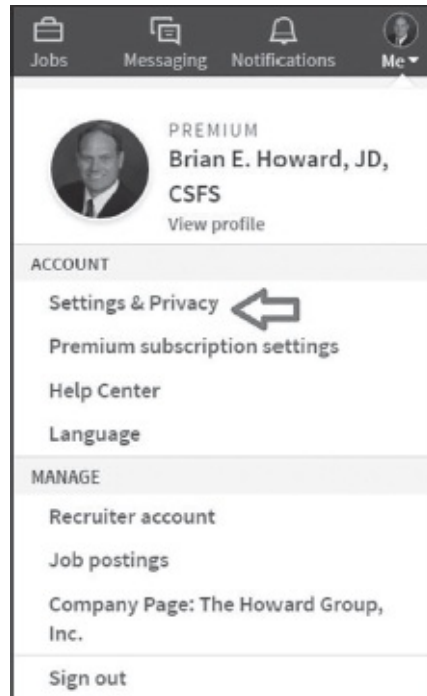 Jobs Messaging Notifications Me
PREMIUM
Brian E. Howard, JD,
CSFS
View profile
ACCOUNT
Settings & Privacy
Premium subscription settings
Help Center
Language
MANAGE
Recruiter account
Job postings
Company Page: The Howard Group,
Inc.
Sign out